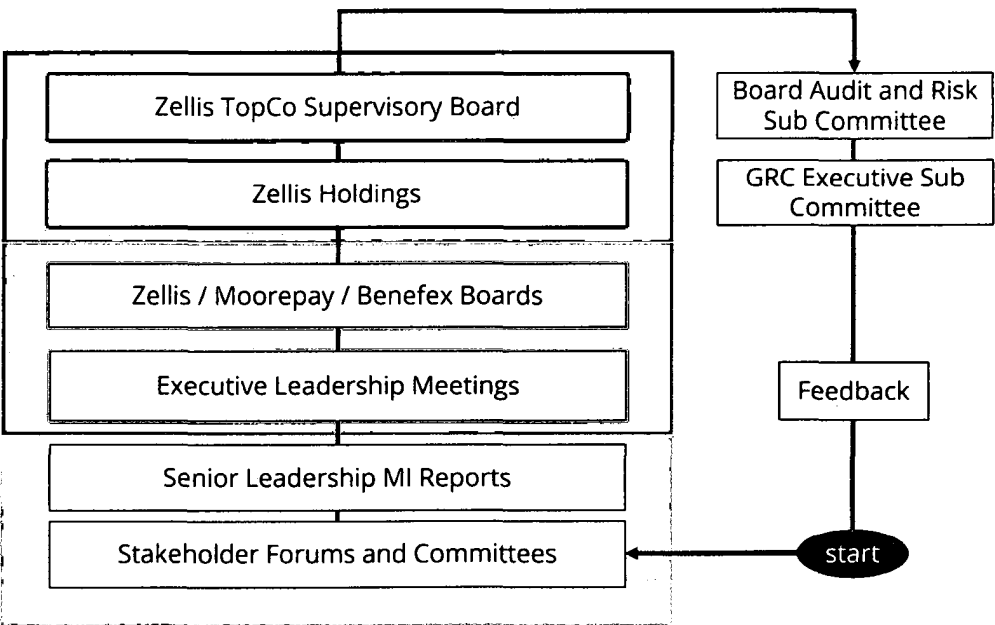 Zellis TopCo Supervisory Board
Zellis Holdings
Zellis / Moorepay / Benefex Boards
Executive Leadership Meetings
Senior Leadership MI Reports
Stakeholder Forums and Committees
Board Audit and Risk
Sub Committee
GRC Executive Sub
Committee
Feedback
start